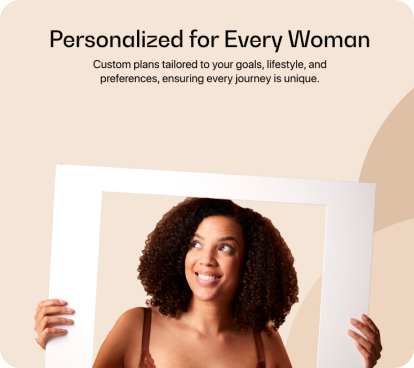 Personalized for Every Woman
Custom plans tailored to your goals, lifestyle, and
preferences, ensuring every journey is unique.